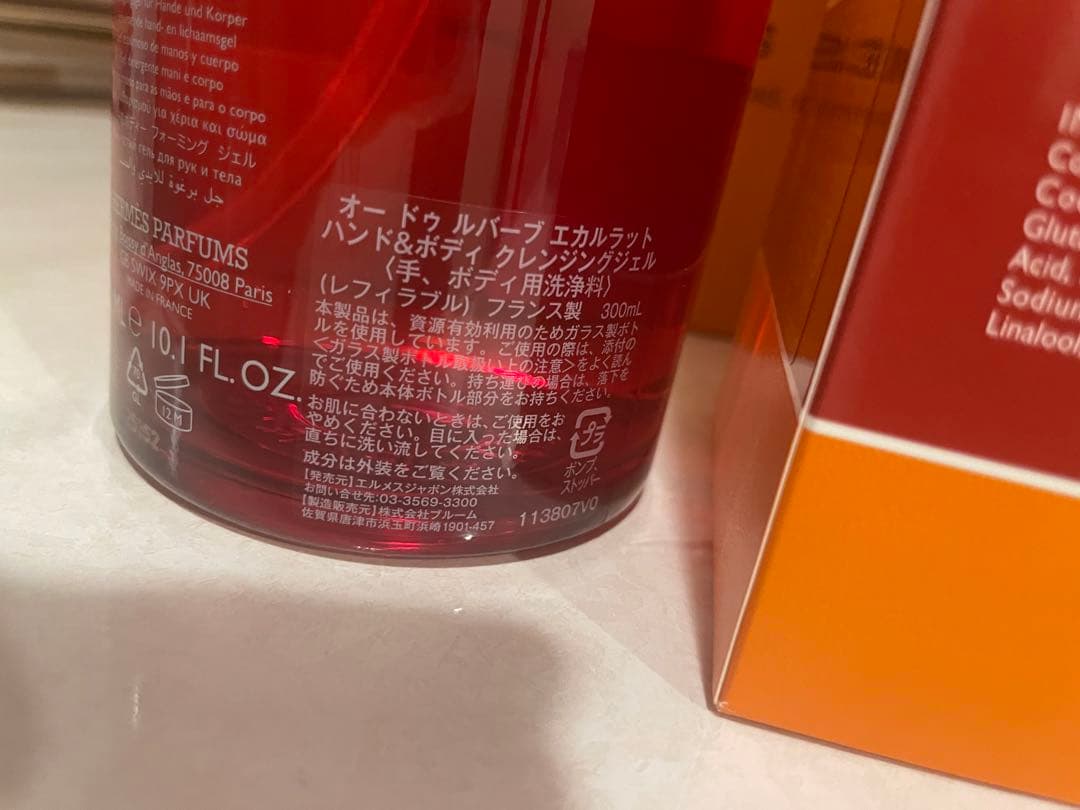 für Hände und Körper
hand- en lichaamsgel
de manos y cuerpo
detergente mani e corpo
para as mãos e para o corpo
για χέρια και σώμα
フォーミング ジェル
гель для рук и тела
جل برغوة للأيدي
HERMÈS PARFUMS
d'Anglas, 75008 Paris
SW1X 9PX UK
MADE IN FRANCE
ML e 10.1 FL. OZ.
GL
12 M
オー ドゥ ルバーブ エカルラット
ハンド&ボディ クレンジングジェル
〈手、ボディ用洗浄料〉
(レフィラブル) フランス製 300mL
本製品は、資源有効利用のためガラス製ボト
ルを使用しています。ご使用の際は、添付の
<ガラス製ボトル取扱い上の注意>をよく読ん
でご使用ください。持ち運びの場合は、落下を
防ぐため本体ボトル部分をお持ちください。
お肌に合わないときは、ご使用をお
やめください。目に入った場合は、
直ちに洗い流してください。
成分は外装をご覧ください。
【発売元】エルメスジャポン株式会社
お問い合せ先:03-3569-3300
【製造販売元】株式会社ブルーム
佐賀県唐津市浜玉町浜崎1901-457
プラ
ポンプ、
ストッパー
113807V0
Acid,
Sodium
Linalool